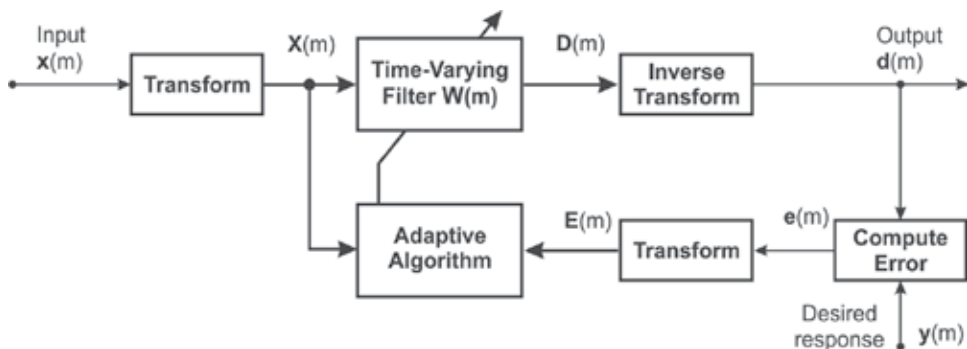 Input
x(m)
Transform
X(m)
Time-Varying
Filter W(m)
D(m)
Inverse
Transform
Output
d(m)
Adaptive
Algorithm
E(m)
Transform
e(m)
Compute
Error
Desired
response
y(m)